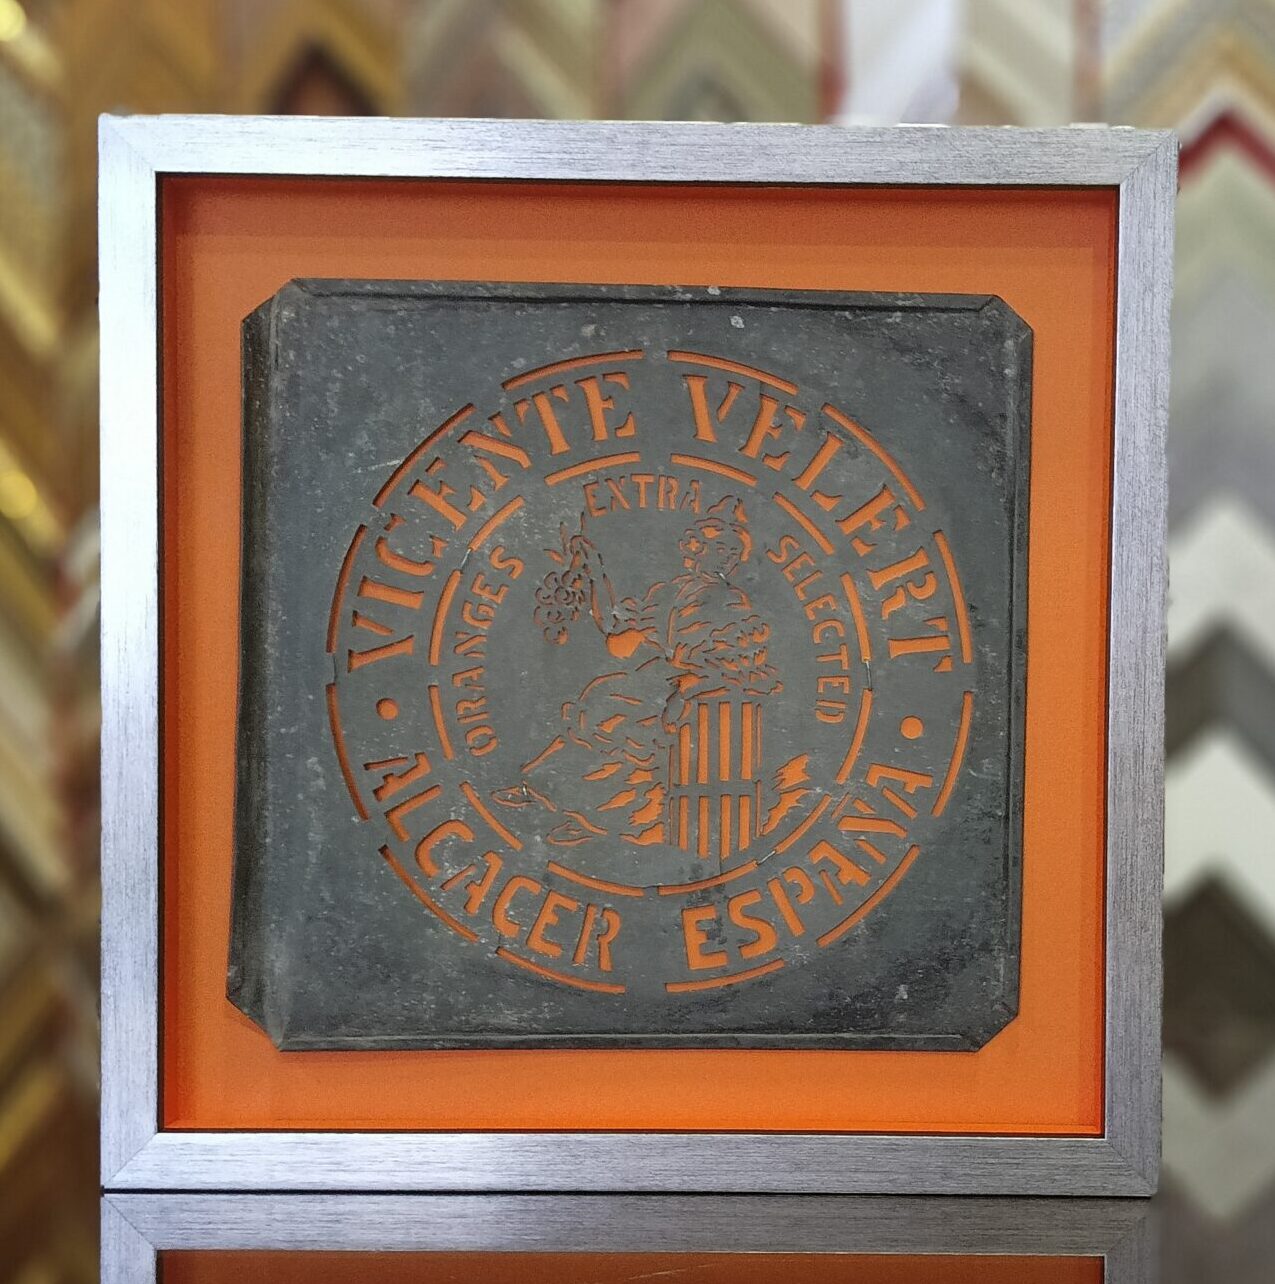 VICENTE VELERT
EXTRA
ORANGES
SELECTED
• ALCACER ESPAÑA •